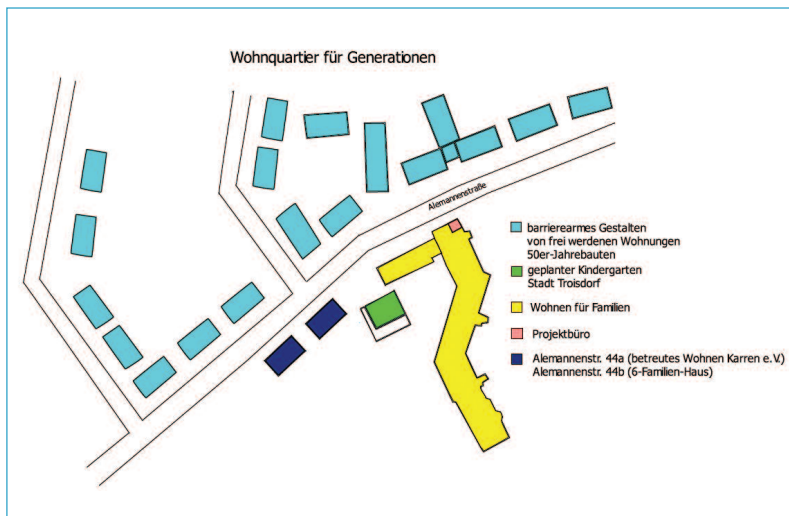 Wohnquartier für Generationen
Alemannenstraße
barrierearmes Gestalten
von frei werdenen Wohnungen
50er-Jahrebauten
geplanter Kindergarten
Stadt Troisdorf
Wohnen für Familien
Projektbüro
Alemannenstr. 44a (betreutes Wohnen Karren e.V.)
Alemannenstr. 44b (6-Familien-Haus)